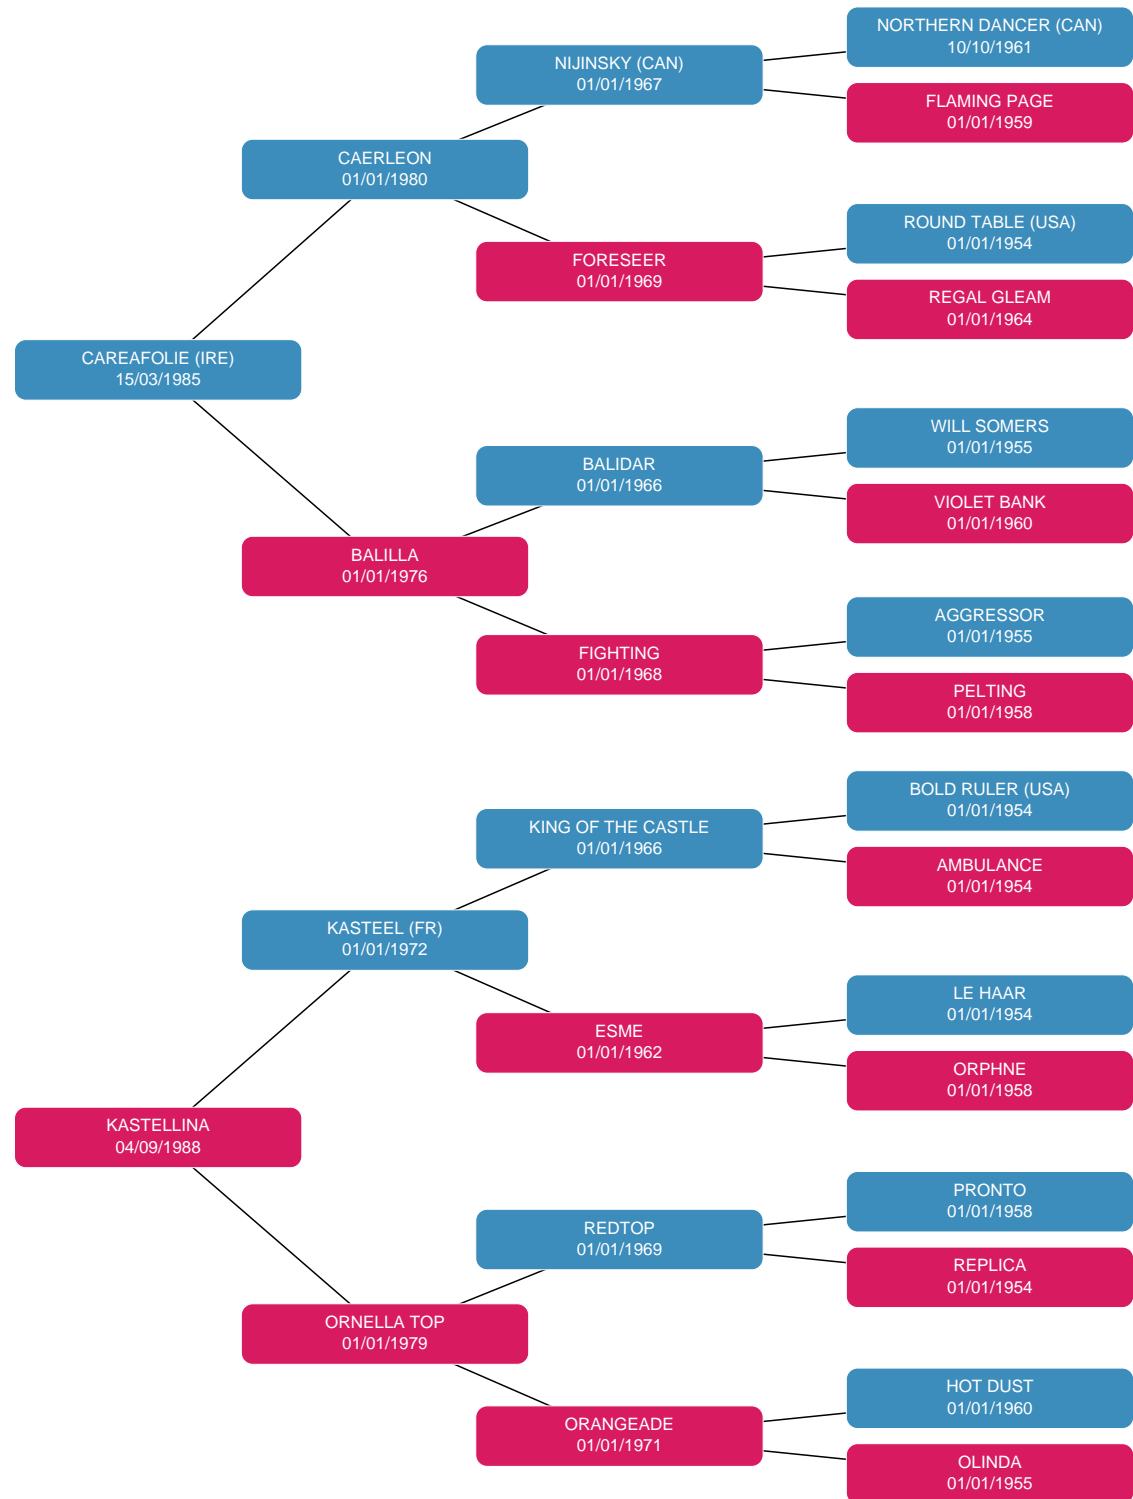 NORTHERN DANCER (CAN)
10/10/1961
NIJINSKY (CAN)
01/01/1967
FLAMING PAGE
01/01/1959
CAERLEON
01/01/1980
ROUND TABLE (USA)
01/01/1954
FORESEER
01/01/1969
REGAL GLEAM
01/01/1964
CAREAFOLIE (IRE)
15/03/1985
WILL SOMERS
01/01/1955
BALIDAR
01/01/1966
VIOLET BANK
01/01/1960
BALILLA
01/01/1976
AGGRESSOR
01/01/1955
FIGHTING
01/01/1968
PELTING
01/01/1958
BOLD RULER (USA)
01/01/1954
KING OF THE CASTLE
01/01/1966
AMBULANCE
01/01/1954
KASTEEL (FR)
01/01/1972
LE HAAR
01/01/1954
ESME
01/01/1962
ORPHNE
01/01/1958
KASTELLINA
04/09/1988
PRONTO
01/01/1958
REDTOP
01/01/1969
REPLICA
01/01/1954
ORNELLA TOP
01/01/1979
HOT DUST
01/01/1960
ORANGEADE
01/01/1971
OLINDA
01/01/1955